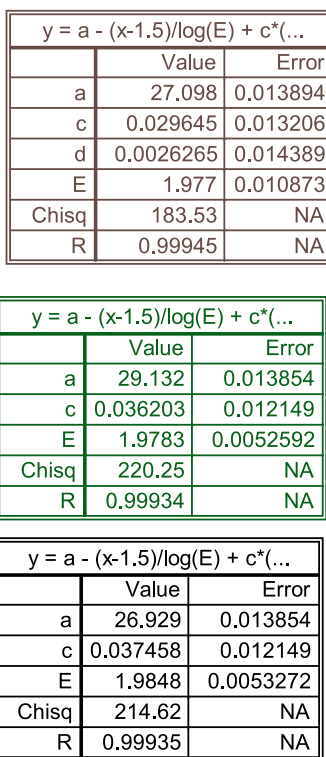 y = a - (x-1.5)/log(E) + c*(...
Value Error
a 27.098 0.013894
c 0.029645 0.013206
d 0.0026265 0.014389
E 1.977 0.010873
Chisq 183.53 NA
R 0.99945 NA
y = a - (x-1.5)/log(E) + c*(...
Value Error
a 29.132 0.013854
c 0.036203 0.012149
E 1.9783 0.0052592
Chisq 220.25 NA
R 0.99934 NA
y = a - (x-1.5)/log(E) + c*(...
Value Error
a 26.929 0.013854
c 0.037458 0.012149
E 1.9848 0.0053272
Chisq 214.62 NA
R 0.99935 NA